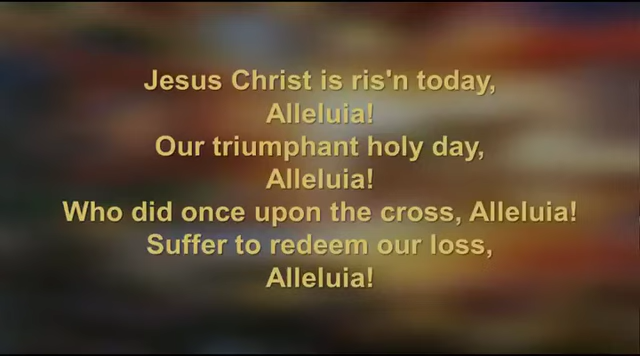 Jesus Christ is ris'n today,
Alleluia!
Our triumphant holy day,
Alleluia!
Who did once upon the cross, Alleluia!
Suffer to redeem our loss,
Alleluia!